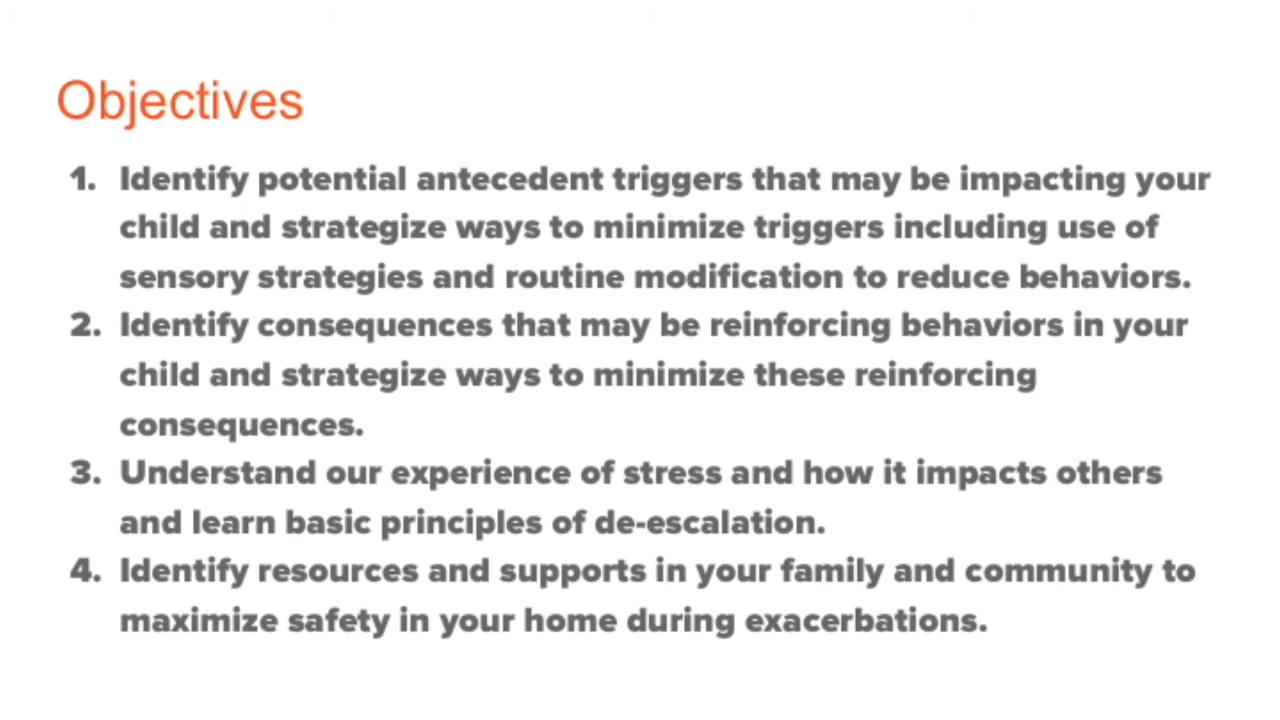 Objectives
1. Identify potential antecedent triggers that may be impacting your
child and strategize ways to minimize triggers including use of
sensory strategies and routine modification to reduce behaviors.
2. Identify consequences that may be reinforcing behaviors in your
child and strategize ways to minimize these reinforcing
consequences.
3. Understand our experience of stress and how it impacts others
and learn basic principles of de-escalation.
4. Identify resources and supports in your family and community to
maximize safety in your home during exacerbations.